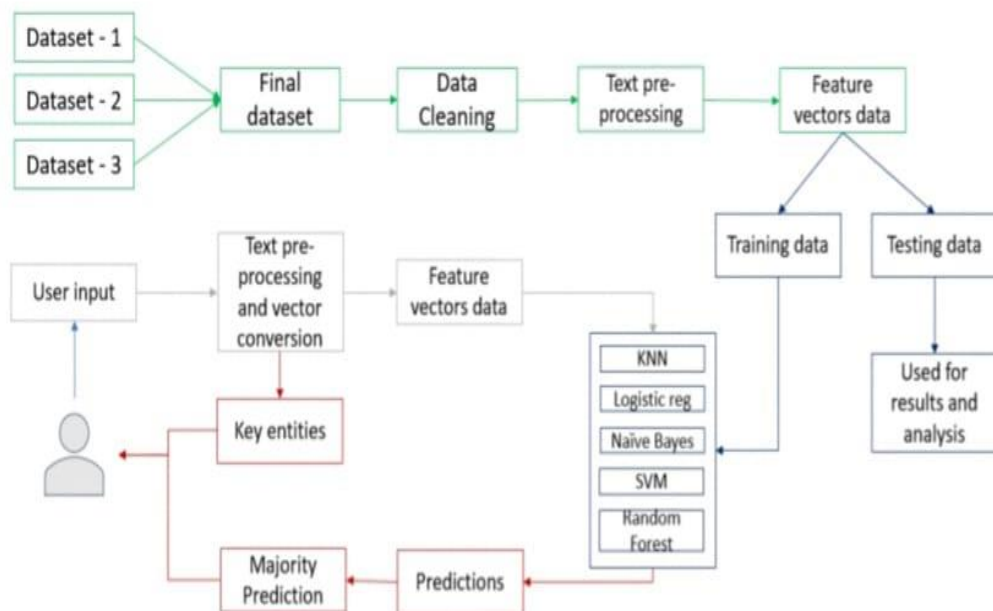 Dataset - 1
Dataset - 2
Dataset - 3
Final
dataset
Data
Cleaning
Text pre-
processing
Feature
vectors data
Training data
Testing data
User input
Text pre-
processing
and vector
conversion
Feature
vectors data
KNN
Logistic reg
Naïve Bayes
SVM
Random
Forest
Used for
results and
analysis
Key entities
Majority
Prediction
Predictions